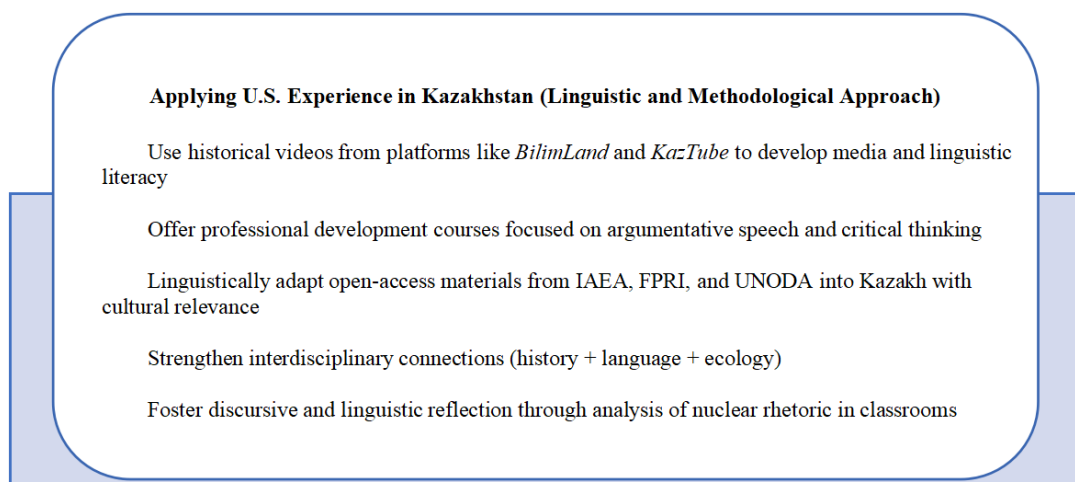 Applying U.S. Experience in Kazakhstan (Linguistic and Methodological Approach)
Use historical videos from platforms like BilimLand and KazTube to develop media and linguistic
literacy
Offer professional development courses focused on argumentative speech and critical thinking
Linguistically adapt open-access materials from IAEA, FPRI, and UNODA into Kazakh with
cultural relevance
Strengthen interdisciplinary connections (history + language + ecology)
Foster discursive and linguistic reflection through analysis of nuclear rhetoric in classrooms